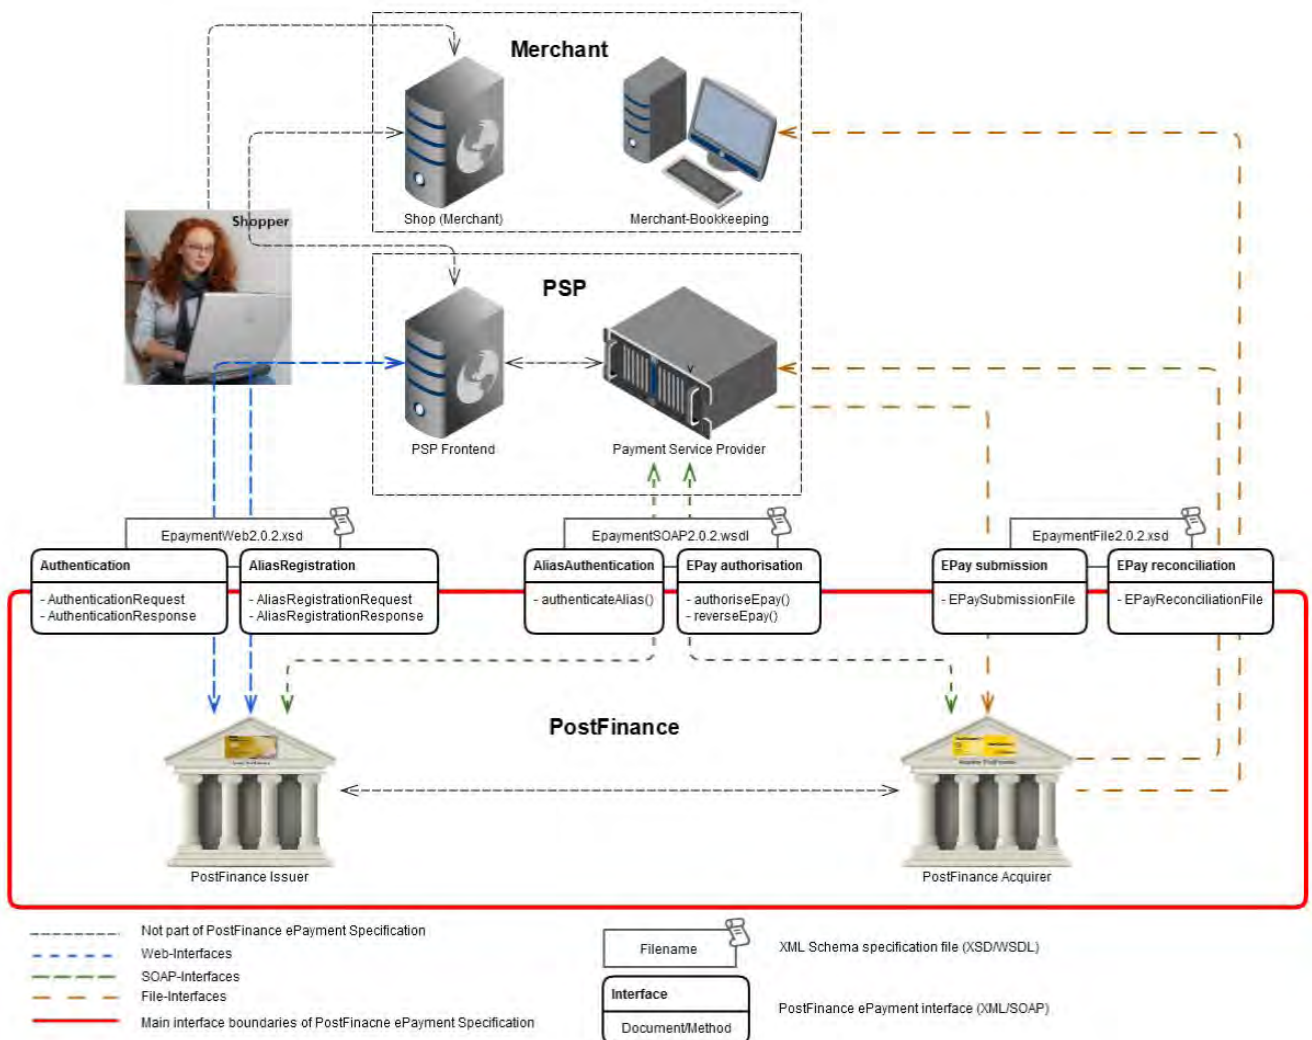 Merchant
Shop (Merchant)
Merchant-Bookkeeping
Shopper
PSP
PSP Frontend
Payment Service Provider
EpaymentWeb2.0.2.xsd
EpaymentSOAP2.0.2.wsdl
EpaymentFile2.0.2.xsd
Authentication
- AuthenticationRequest
- AuthenticationResponse
AliasRegistration
- AliasRegistrationRequest
- AliasRegistrationResponse
AliasAuthentication
- authenticateAlias()
EPay authorisation
- authoriseEpay()
- reverseEpay()
EPay submission
- EPaySubmissionFile
EPay reconciliation
- EPayReconciliationFile
PostFinance
PostFinance Issuer
PostFinance Acquirer
Not part of PostFinance ePayment Specification
Web-Interfaces
SOAP-Interfaces
File-Interfaces
Main interface boundaries of PostFinacne ePayment Specification
Filename
XML Schema specification file (XSD/WSDL)
Interface
Document/Method
PostFinance ePayment interface (XML/SOAP)